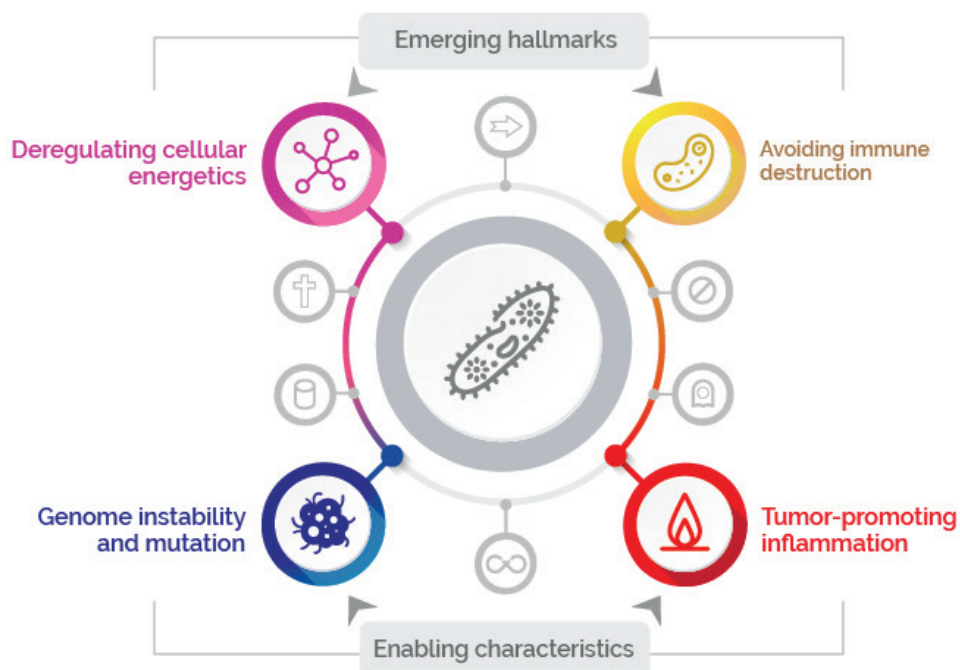 Emerging hallmarks
Deregulating cellular
energetics
Avoiding immune
destruction
Genome instability
and mutation
Tumor-promoting
inflammation
Enabling characteristics